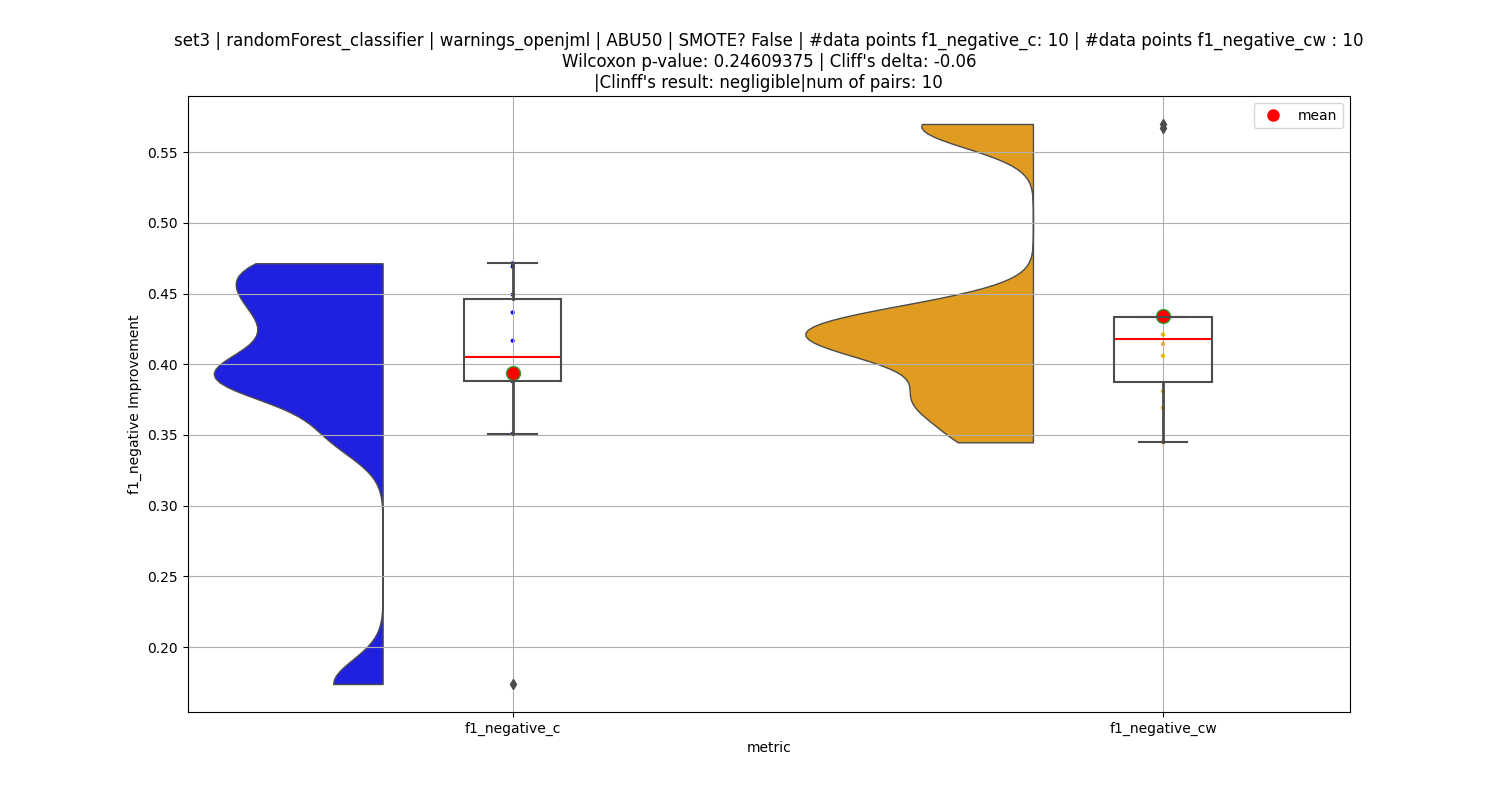 set3 | randomForest_classifier | warnings_openjml | ABU50 | SMOTE? False | #data points f1_negative_c: 10 | #data points f1_negative_cw : 10
Wilcoxon p-value: 0.24609375 | Cliff's delta: -0.06
|Clinff's result: negligible|num of pairs: 10
mean
0.55
0.50
0.45
0.40
0.35
0.30
0.25
0.20
f1_negative Improvement
f1_negative_c
f1_negative_cw
metric